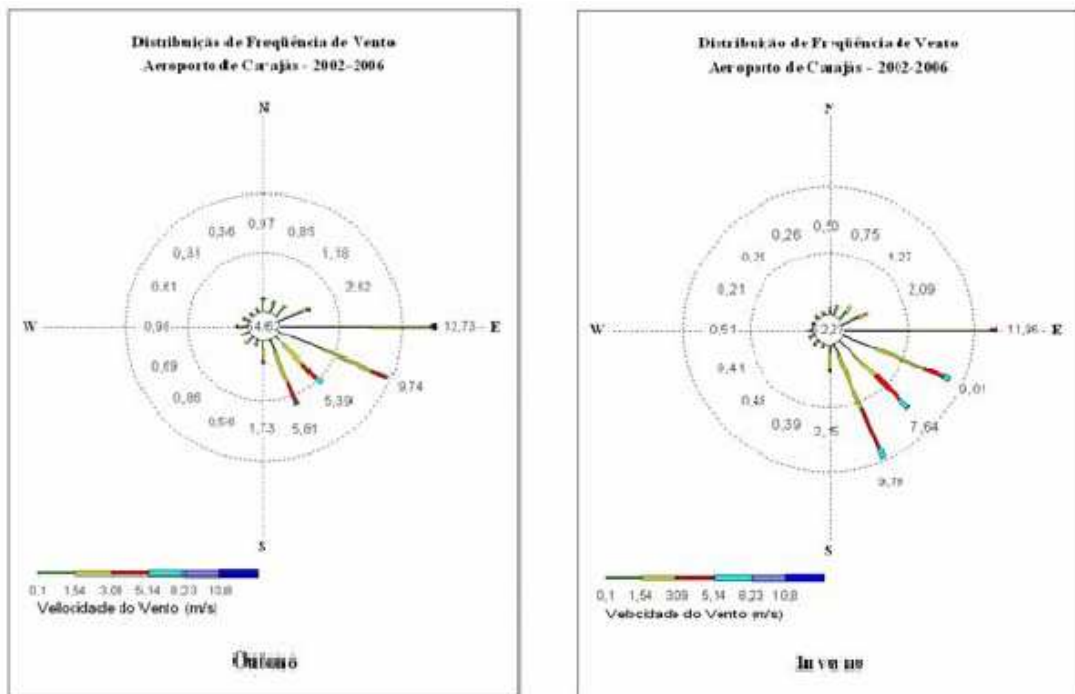 Distribuição de Freqüência de Vento
Aeroporto de Carajás - 2002-2006
N
0,97
0,85
1,18
2,62
W
E
12,73
9,74
5,39
5,61
1,73
0,86
0,69
0,96
0,61
0,31
0,36
S
0,1 1,54 3,09 5,14 8,23 10,8
Velocidade do Vento (m/s)
Outono
Distribuição de Freqüência de Vento
Aeroporto de Carajás - 2002-2006
N
0,50
0,75
1,27
2,09
W
E
11,96
9,01
7,64
9,78
0,39
0,41
0,51
0,21
0,26
S
0,1 1,54 3,09 5,14 8,23 10,8
Velocidade do Vento (m/s)
Inverno